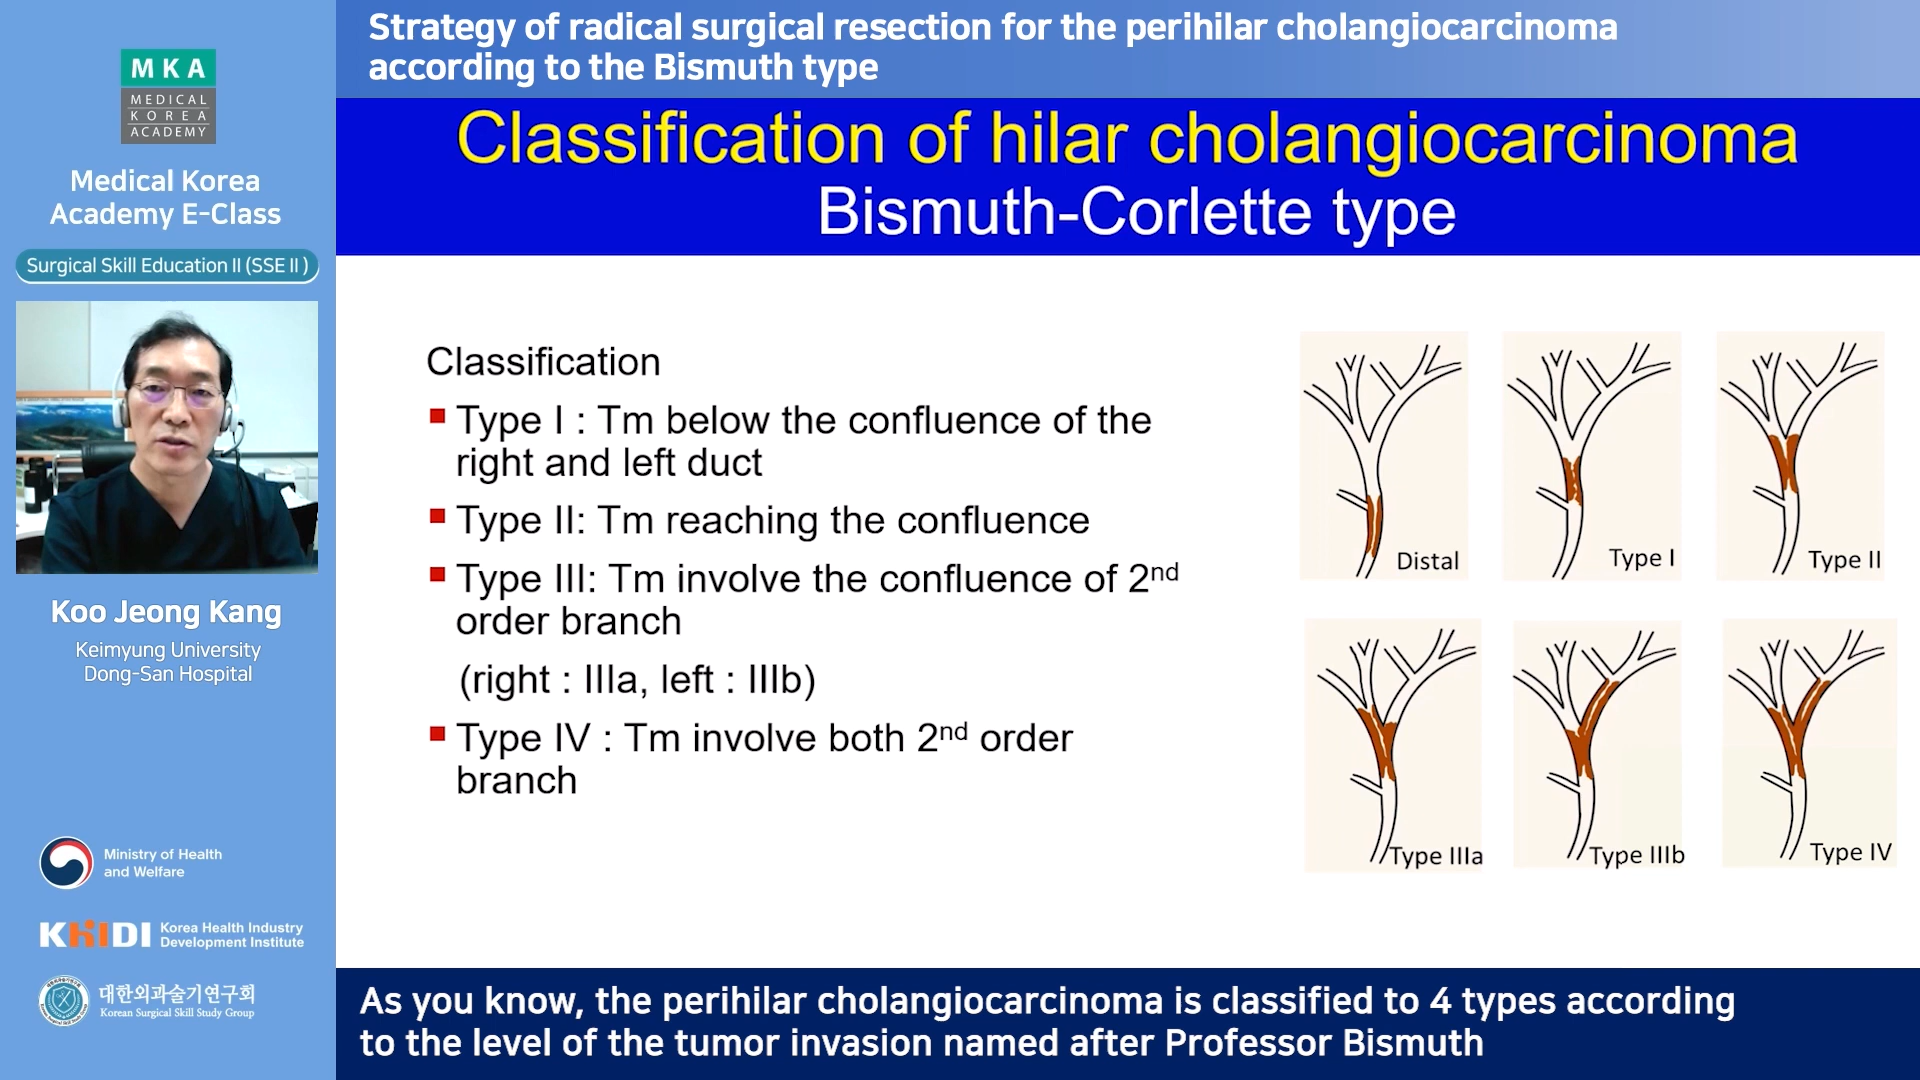 Strategy of radical surgical resection for the perihilar cholangiocarcinoma
according to the Bismuth type
MKA
MEDICAL
KOREA
ACADEMY
Medical Korea
Academy E-Class
Surgical Skill Education II (SSE II)
Koo Jeong Kang
Keimyung University
Dong-San Hospital
Ministry of Health
and Welfare
KHIDI
Korea Health Industry
Development Institute
대한외과술기연구회
Korean Surgical Skill Study Group
Classification of hilar cholangiocarcinoma
Bismuth-Corlette type
Classification
Type I : Tm below the confluence of the
right and left duct
Type II: Tm reaching the confluence
Type III: Tm involve the confluence of 2nd
order branch
(right : IIIa, left : IIIb)
Type IV : Tm involve both 2nd order
branch
Distal
Type I
Type II
Type IIIa
Type IIIb
Type IV
As you know, the perihilar cholangiocarcinoma is classified to 4 types according
to the level of the tumor invasion named after Professor Bismuth